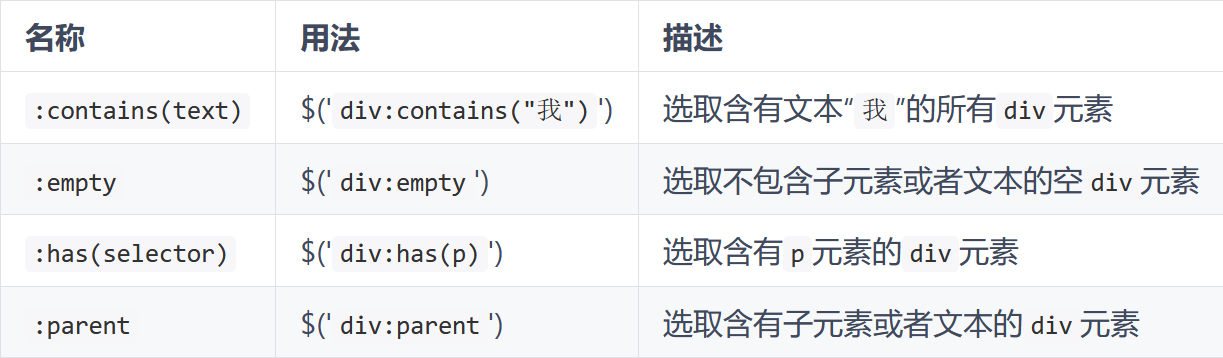 名称 用法 描述
:contains(text) $('div:contains("我")') 选取含有文本“我”的所有div元素
:empty $('div:empty') 选取不包含子元素或者文本的空 div 元素
:has(selector) $('div:has(p)') 选取含有 p 元素的 div 元素
:parent $('div:parent') 选取含有子元素或者文本的 div 元素